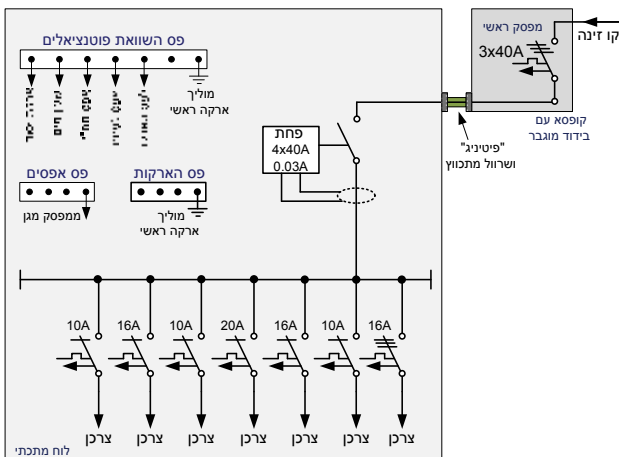 פס השוואת פוטנציאלים
מוליך
ארקה ראשי
מפסק ראשי
3x40A
קו זינה
קופסא עם
בידוד מוגבר
"פיטינג"
ושרוול מתכווץ
פחת
4x40A
0.03A
פס אפסים
ממפסק מגן
פס הארקות
מוליך
ארקה ראשי
10A
16A
10A
20A
16A
10A
16A
צרכן
צרכן
צרכן
צרכן
צרכן
צרכן
צרכן
לוח מתכתי